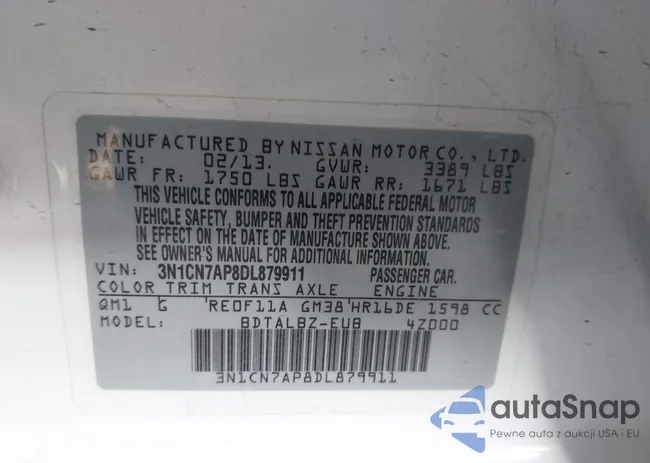 MANUFACTURED BY NISSAN MOTOR CO., LTD.
DATE: 02/13. GVWR: 3389 LBS
GAWR FR: 1750 LBS GAWR RR: 1671 LBS
THIS VEHICLE CONFORMS TO ALL APPLICABLE FEDERAL MOTOR
VEHICLE SAFETY, BUMPER AND THEFT PREVENTION STANDARDS
IN EFFECT ON THE DATE OF MANUFACTURE SHOWN ABOVE.
SEE OWNER'S MANUAL FOR ADDITIONAL INFORMATION.
VIN: 3N1CN7AP8DL879911 PASSENGER CAR.
COLOR TRIM TRANS AXLE ENGINE
QM1 G RE0F11A GM38 HR16DE 1598 CC
MODEL: BDTALBZ-EUB 4Z000
3N1CN7AP8DL879911
autaSnap
Pewne auta z aukcji USA i EU